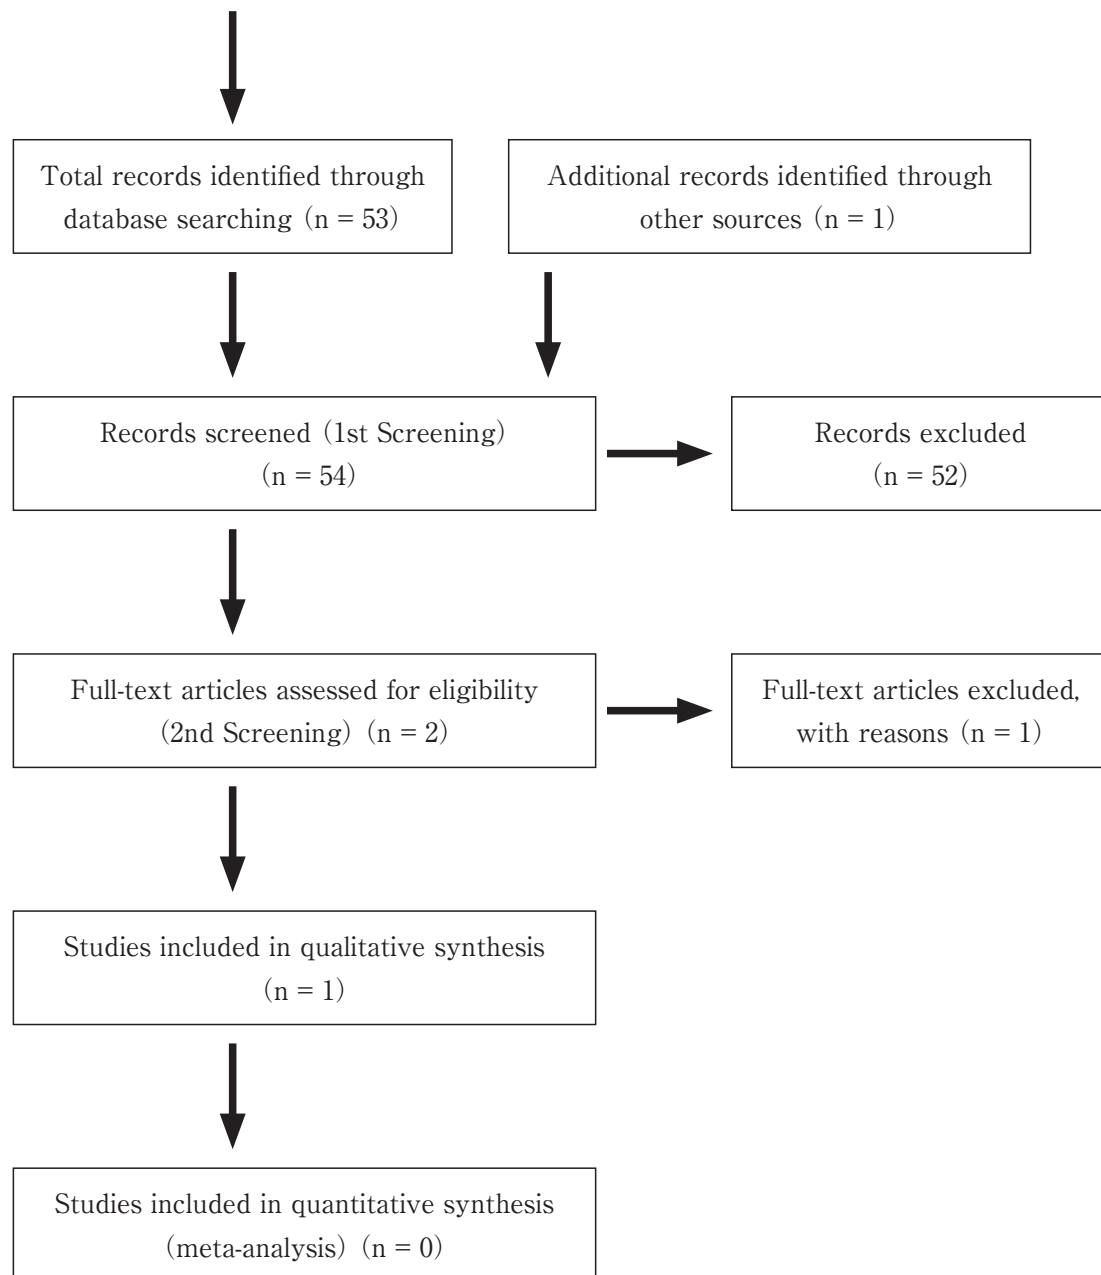 Total records identified through
database searching (n = 53)
Additional records identified through
other sources (n = 1)
Records screened (1st Screening)
(n = 54)
Records excluded
(n = 52)
Full-text articles assessed for eligibility
(2nd Screening) (n = 2)
Full-text articles excluded,
with reasons (n = 1)
Studies included in qualitative synthesis
(n = 1)
Studies included in quantitative synthesis
(meta-analysis) (n = 0)